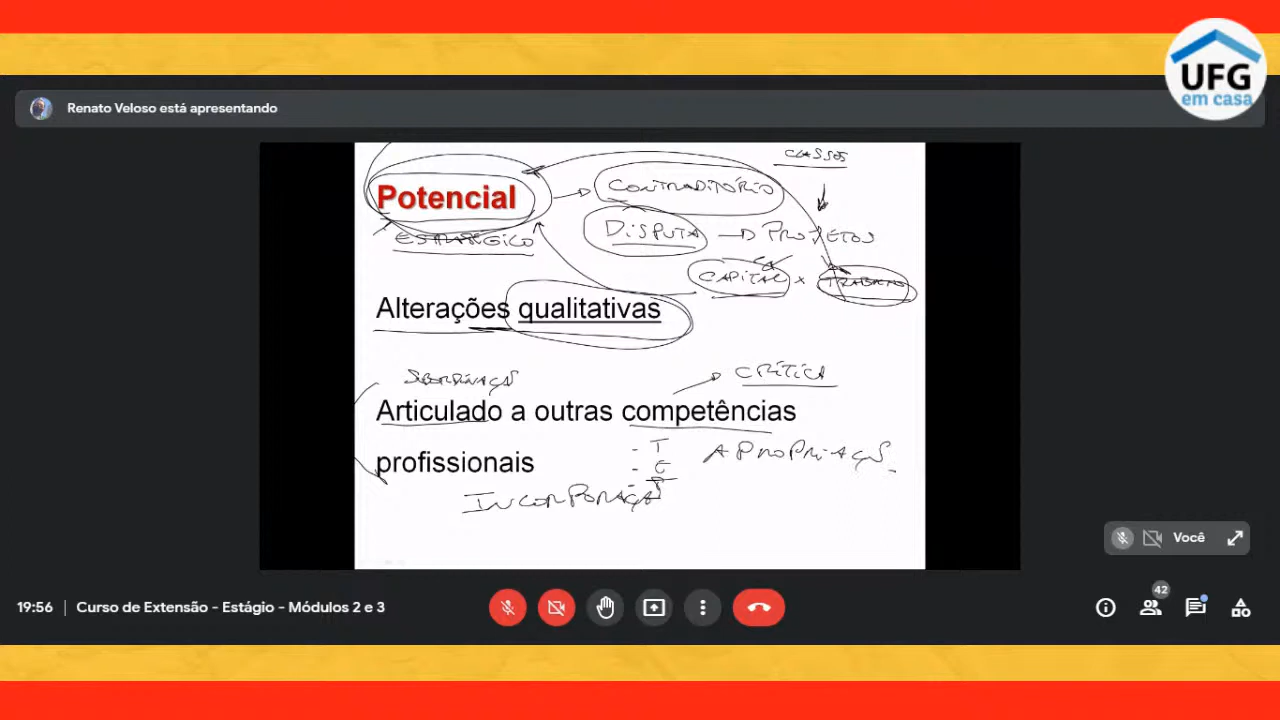 UFG
em casa
Renato Veloso está apresentando
CLASSES
Potencial
CONTRADITÓRIO
ESTRATÉGICO
DISPUTA → PROJETOS
CAPITAL x TRABALHO
Alterações qualitativas
CRÍTICA
Articulado a outras competências
- T
- E
APROPRIAÇÃO
profissionais
INCORPORAÇÃO
Você
19:56 | Curso de Extensão - Estágio - Módulos 2 e 3
42